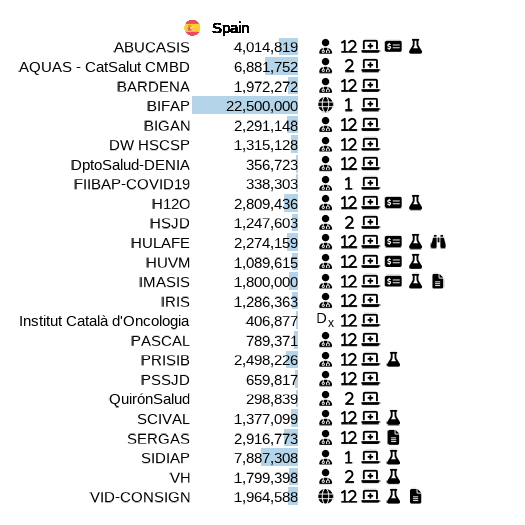 Spain
ABUCASIS 4,014,819 12
AQUAS - CatSalut CMBD 6,881,752 2
BARDENA 1,972,272 12
BIFAP 22,500,000 1
BIGAN 2,291,148 12
DW HSCSP 1,315,128 12
DptoSalud-DENIA 356,723 12
FIIBAP-COVID19 338,303 1
H12O 2,809,436 12
HSJD 1,247,603 2
HULAFE 2,274,159 12
HUVM 1,089,615 12
IMASIS 1,800,000 12
IRIS 1,286,363 12
Institut Català d'Oncologia 406,877 Dx 12
PASCAL 789,371 12
PRISIB 2,498,226 12
PSSJD 659,817 12
QuirónSalud 298,839 2
SCIVAL 1,377,099 12
SERGAS 2,916,773 12
SIDIAP 7,887,308 1
VH 1,799,398 2
VID-CONSIGN 1,964,588 12